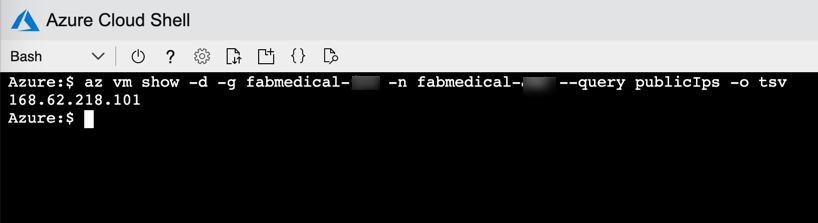 Azure Cloud Shell
Bash
Azure:$ az vm show -d -g fabmedical- -n fabmedical- --query publicIps -o tsv
168.62.218.101
Azure:$